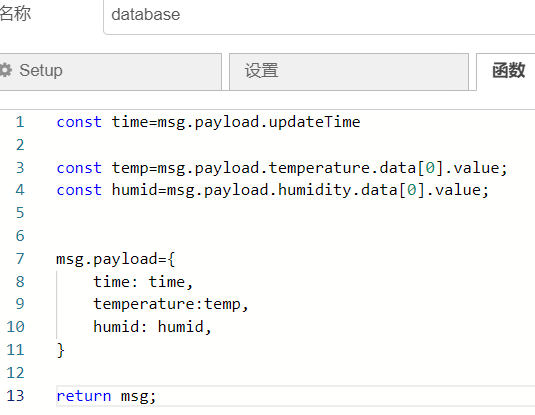 名称 database
Setup 设置 函数
1 const time=msg.payload.updateTime
2
3 const temp=msg.payload.temperature.data[0].value;
4 const humid=msg.payload.humidity.data[0].value;
5
6
7 msg.payload={
8 time: time,
9 temperature:temp,
10 humid: humid,
11 }
12
13 return msg;